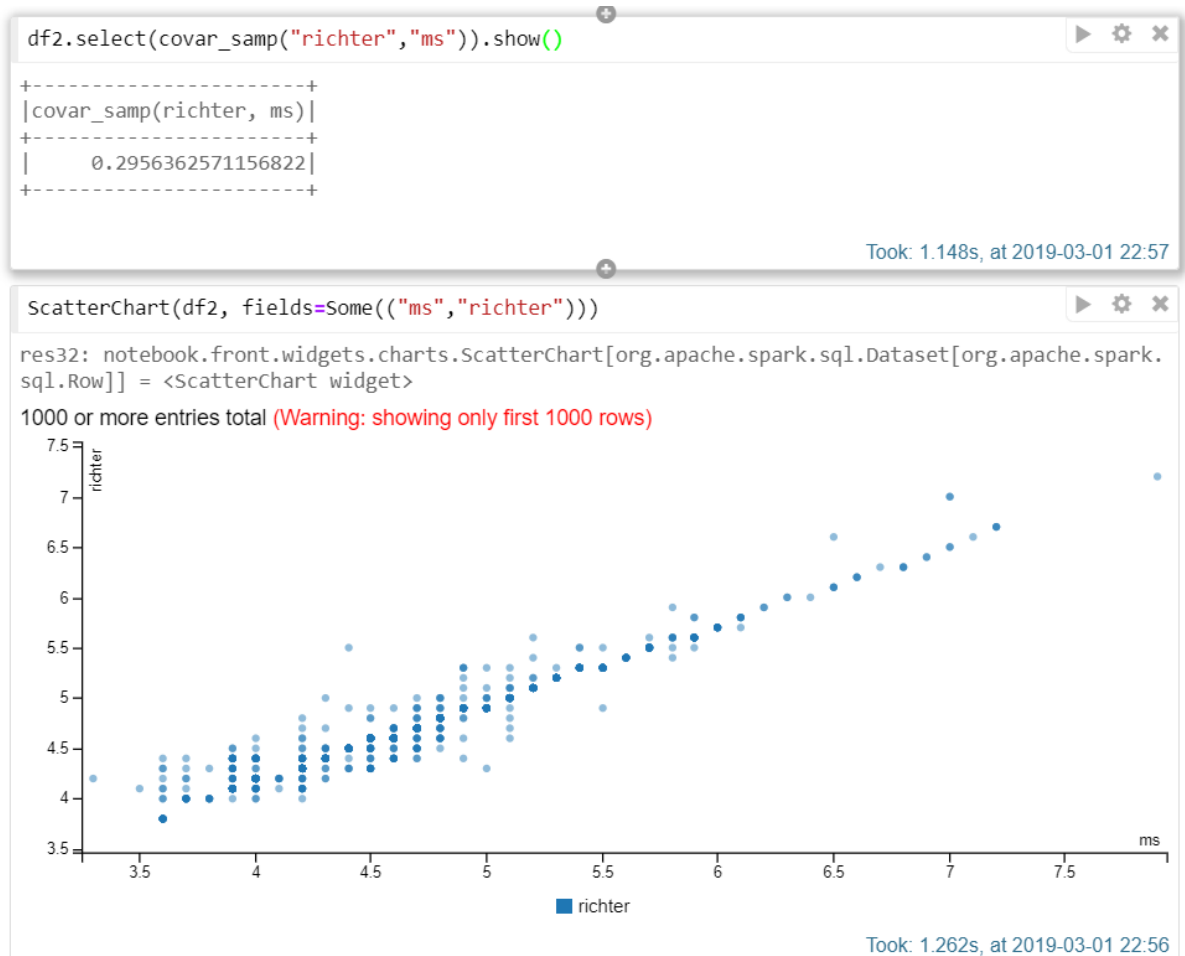 df2.select(covar_samp("richter","ms")).show()
+-----------------------+
|covar_samp(richter, ms)|
+-----------------------+
|     0.2956362571156822|
+-----------------------+
Took: 1.148s, at 2019-03-01 22:57
ScatterChart(df2, fields=Some(("ms","richter")))
res32: notebook.front.widgets.charts.ScatterChart[org.apache.spark.sql.Dataset[org.apache.spark.
sql.Row]] = <ScatterChart widget>
1000 or more entries total (Warning: showing only first 1000 rows)
7.5
richter
7
6.5
6
5.5
5
4.5
4
3.5
ms
3.5 4 4.5 5 5.5 6 6.5 7 7.5
richter
Took: 1.262s, at 2019-03-01 22:56